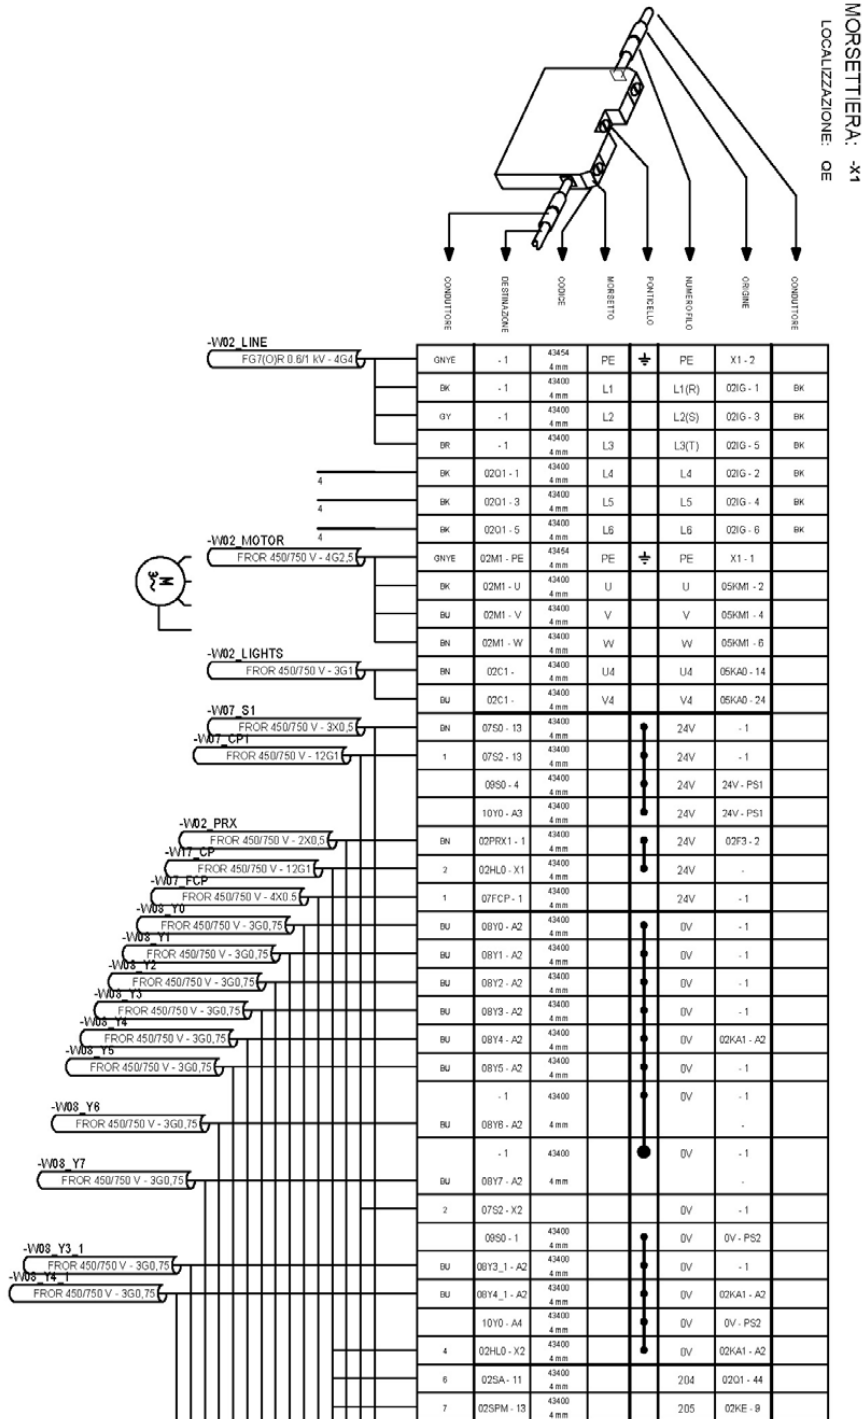 MORSETTIERA: -X1
LOCALIZZAZIONE: QE
CONDUTTORE DESTINAZIONE CODICE MORSETTO PONTICELLO NUMERO FILO ORIGINE CONDUTTORE
-W02_LINE
FG7(O)R 0.6/1 kV - 4G4
GNYE - 1 43454 4 mm PE PE X1 - 2
BK - 1 43400 4 mm L1 L1(R) 02IG - 1 BK
GY - 1 43400 4 mm L2 L2(S) 02IG - 3 BK
BR - 1 43400 4 mm L3 L3(T) 02IG - 5 BK
4 BK 02Q1 - 1 43400 4 mm L4 L4 02IG - 2 BK
4 BK 02Q1 - 3 43400 4 mm L5 L5 02IG - 4 BK
4 BK 02Q1 - 5 43400 4 mm L6 L6 02IG - 6 BK
-W02_MOTOR
FROR 450/750 V - 4G2,5
GNYE 02M1 - PE 43454 4 mm PE PE X1 - 1
M 3~
BK 02M1 - U 43400 4 mm U U 05KM1 - 2
BU 02M1 - V 43400 4 mm V V 05KM1 - 4
BN 02M1 - W 43400 4 mm W W 05KM1 - 6
-W02_LIGHTS
FROR 450/750 V - 3G1
BN 02C1 - 43400 4 mm U4 U4 05KA0 - 14
BU 02C1 - 43400 4 mm V4 V4 05KA0 - 24
-W07_S1
FROR 450/750 V - 3X0,5
BN 07S0 - 13 43400 4 mm 24V - 1
-W07_CP1
FROR 450/750 V - 12G1
1 07S2 - 13 43400 4 mm 24V - 1
09S0 - 4 43400 4 mm 24V 24V - PS1
10Y0 - A3 43400 4 mm 24V 24V - PS1
-W02_PRX
FROR 450/750 V - 2X0,5
BN 02PRX1 - 1 43400 4 mm 24V 02F3 - 2
-W17_CP
FROR 450/750 V - 12G1
2 02HL0 - X1 43400 4 mm 24V -
-W07_FCP
FROR 450/750 V - 4X0.5
1 07FCP - 1 43400 4 mm 24V - 1
-W08_Y0
FROR 450/750 V - 3G0,75
BU 08Y0 - A2 43400 4 mm 0V - 1
-W08_Y1
FROR 450/750 V - 3G0,75
BU 08Y1 - A2 43400 4 mm 0V - 1
-W08_Y2
FROR 450/750 V - 3G0,75
BU 08Y2 - A2 43400 4 mm 0V - 1
-W08_Y3
FROR 450/750 V - 3G0,75
BU 08Y3 - A2 43400 4 mm 0V - 1
-W08_Y4
FROR 450/750 V - 3G0,75
BU 08Y4 - A2 43400 4 mm 0V 02KA1 - A2
-W08_Y5
FROR 450/750 V - 3G0,75
BU 08Y5 - A2 43400 4 mm 0V - 1
- 1 43400 0V - 1
-W08_Y6
FROR 450/750 V - 3G0,75
BU 08Y6 - A2 4 mm -
- 1 43400 0V - 1
-W08_Y7
FROR 450/750 V - 3G0,75
BU 08Y7 - A2 4 mm -
2 07S2 - X2 0V - 1
09S0 - 1 43400 4 mm 0V 0V - PS2
-W08_Y3_1
FROR 450/750 V - 3G0,75
BU 08Y3_1 - A2 43400 4 mm 0V - 1
-W08_Y4_1
FROR 450/750 V - 3G0,75
BU 08Y4_1 - A2 43400 4 mm 0V 02KA1 - A2
10Y0 - A4 43400 4 mm 0V 0V - PS2
4 02HL0 - X2 43400 4 mm 0V 02KA1 - A2
6 02SA - 11 43400 4 mm 204 02Q1 - 44
7 02SPM - 13 43400 4 mm 205 02KE - 9